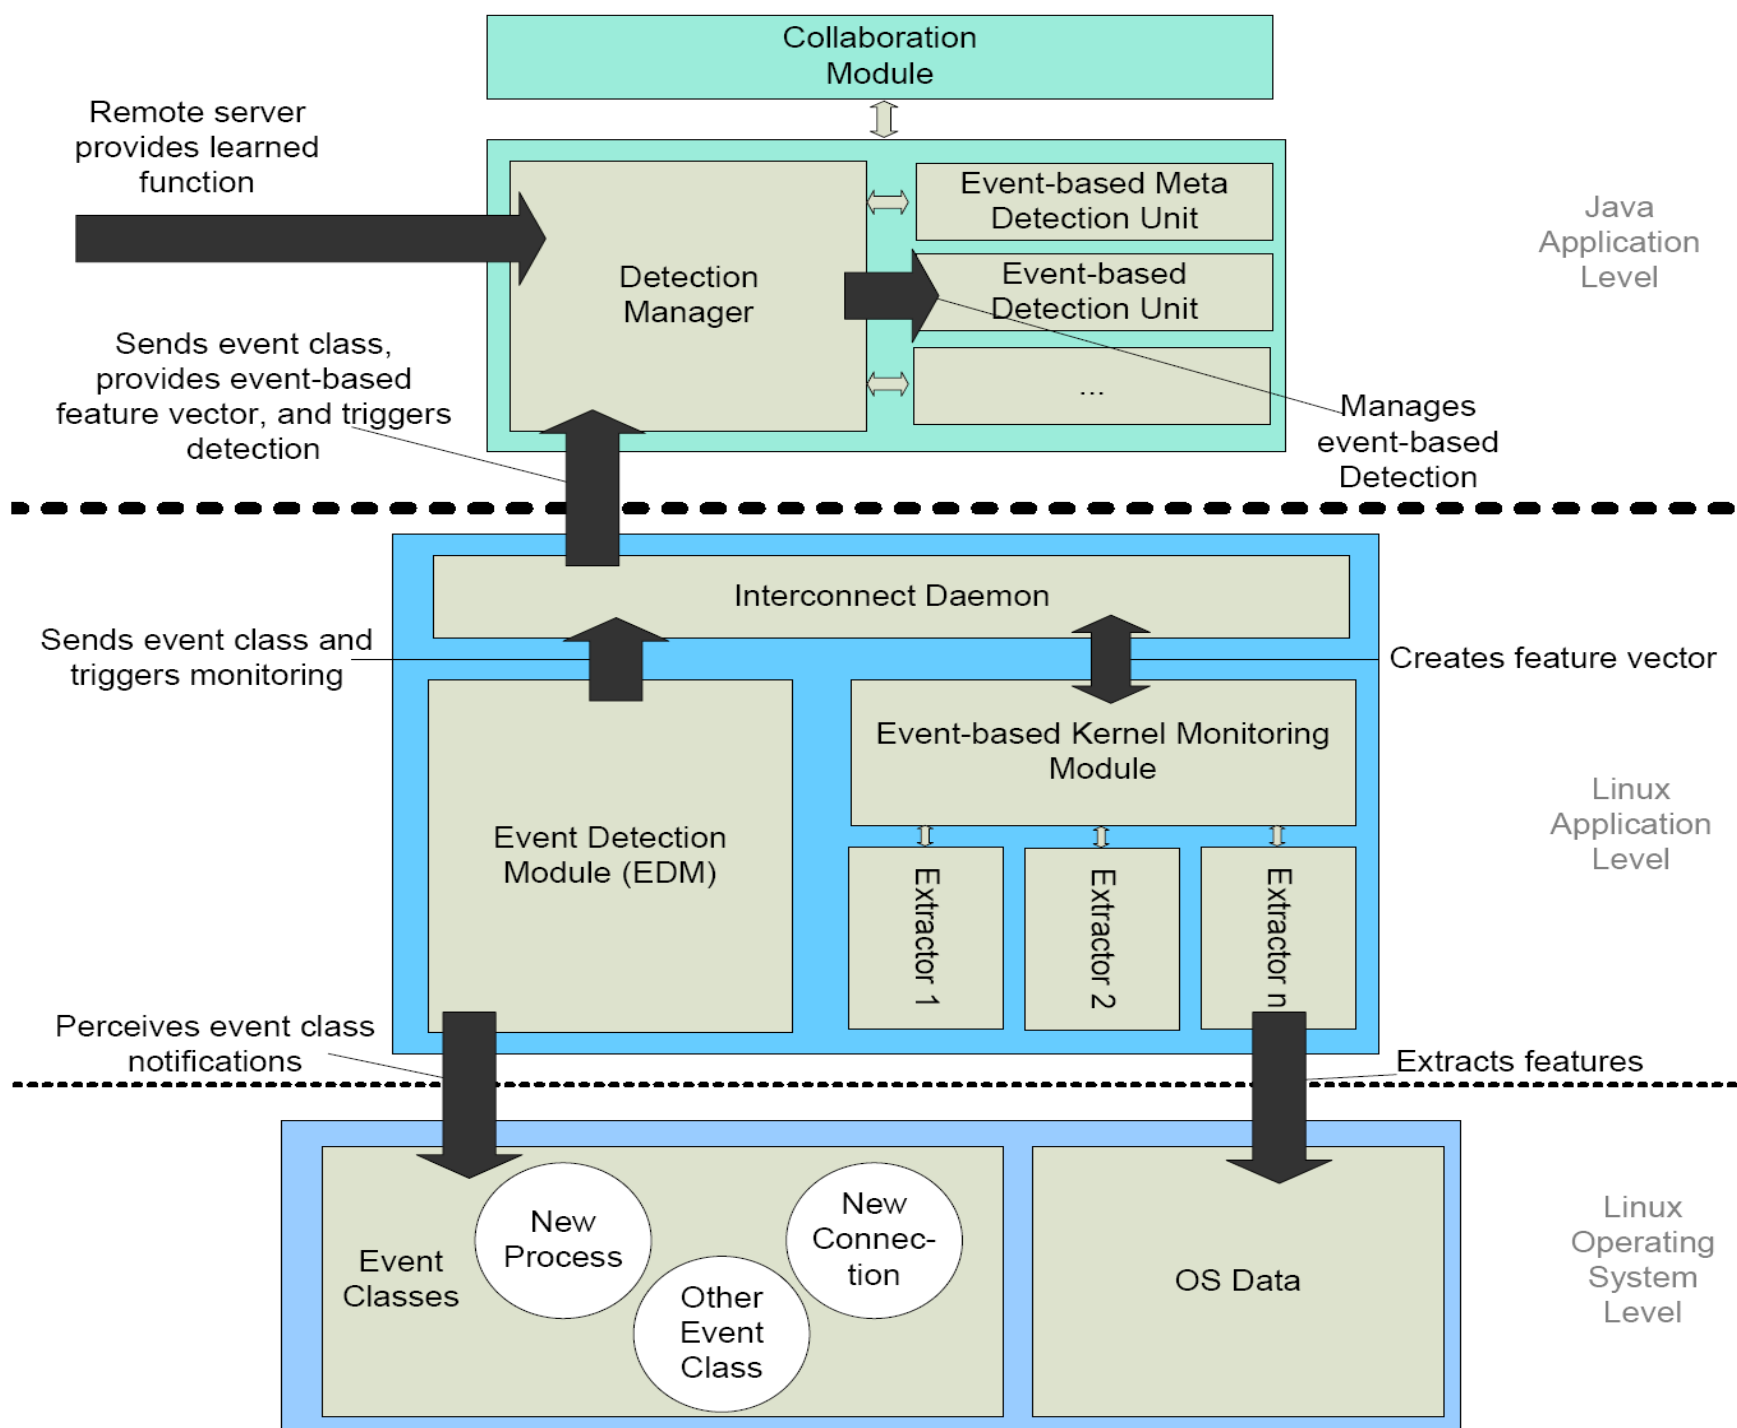 Collaboration
Module
Remote server
provides learned
function
Detection
Manager
Event-based Meta
Detection Unit
Event-based
Detection Unit
...
Java
Application
Level
Sends event class,
provides event-based
feature vector, and triggers
detection
Manages
event-based
Detection
Interconnect Daemon
Sends event class and
triggers monitoring
Creates feature vector
Event Detection
Module (EDM)
Event-based Kernel Monitoring
Module
Extractor 1
Extractor 2
Extractor n
Linux
Application
Level
Perceives event class
notifications
Extracts features
Event
Classes
New
Process
Other
Event
Class
New
Connec-
tion
OS Data
Linux
Operating
System
Level